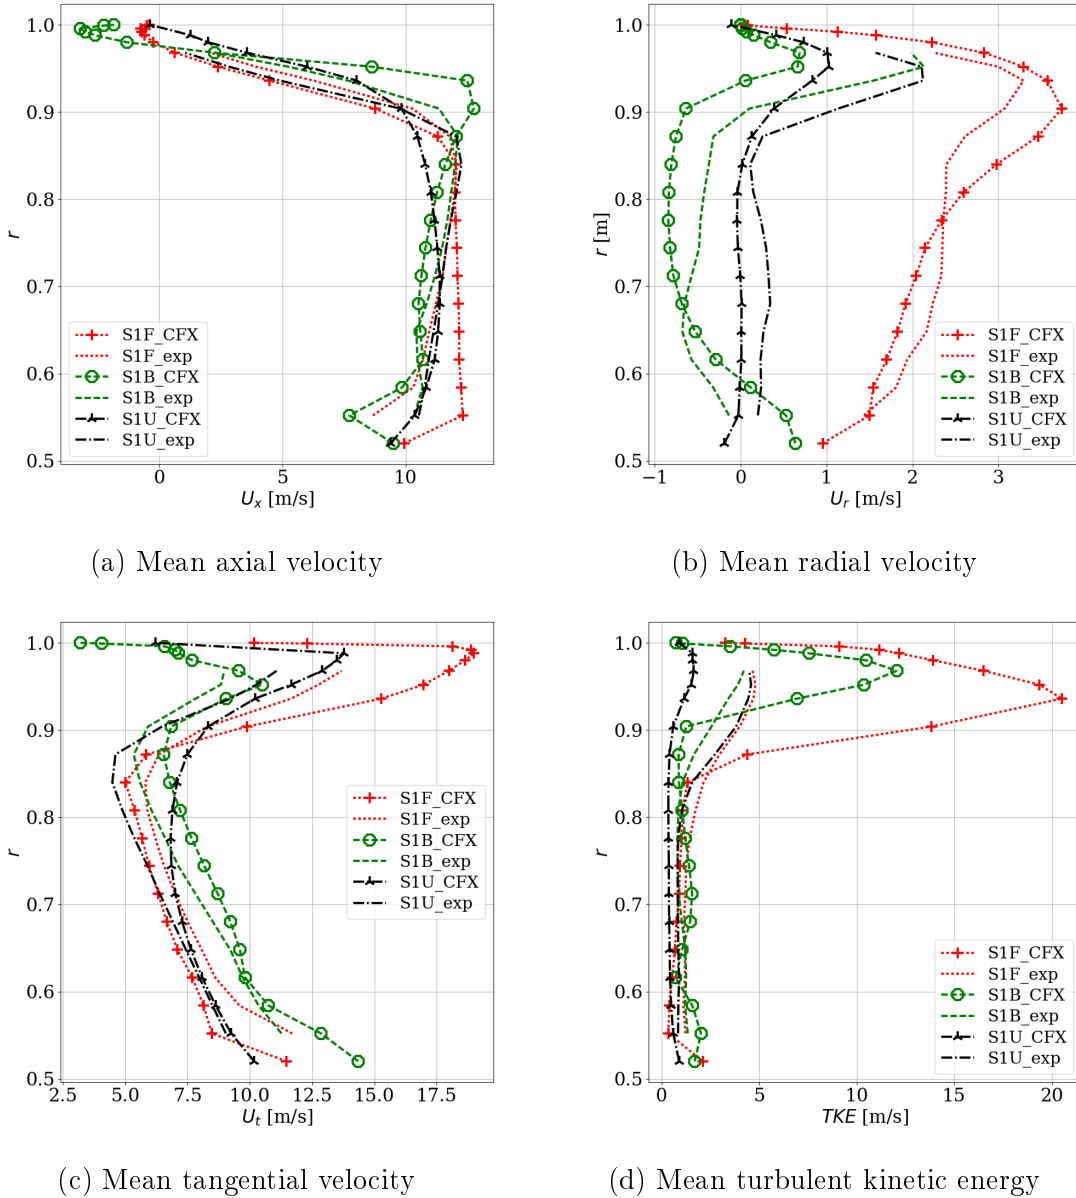 1.0
0.9
0.8
0.7
0.6
0.5
r
S1F_CFX
S1F_exp
S1B_CFX
S1B_exp
S1U_CFX
S1U_exp
0 5 10
U_x [m/s]
(a) Mean axial velocity
1.0
0.9
0.8
0.7
0.6
0.5
r [m]
S1F_CFX
S1F_exp
S1B_CFX
S1B_exp
S1U_CFX
S1U_exp
−1 0 1 2 3
U_r [m/s]
(b) Mean radial velocity
1.0
0.9
0.8
0.7
0.6
0.5
r
S1F_CFX
S1F_exp
S1B_CFX
S1B_exp
S1U_CFX
S1U_exp
2.5 5.0 7.5 10.0 12.5 15.0 17.5
U_t [m/s]
(c) Mean tangential velocity
1.0
0.9
0.8
0.7
0.6
0.5
r
S1F_CFX
S1F_exp
S1B_CFX
S1B_exp
S1U_CFX
S1U_exp
0 5 10 15 20
TKE [m/s]
(d) Mean turbulent kinetic energy